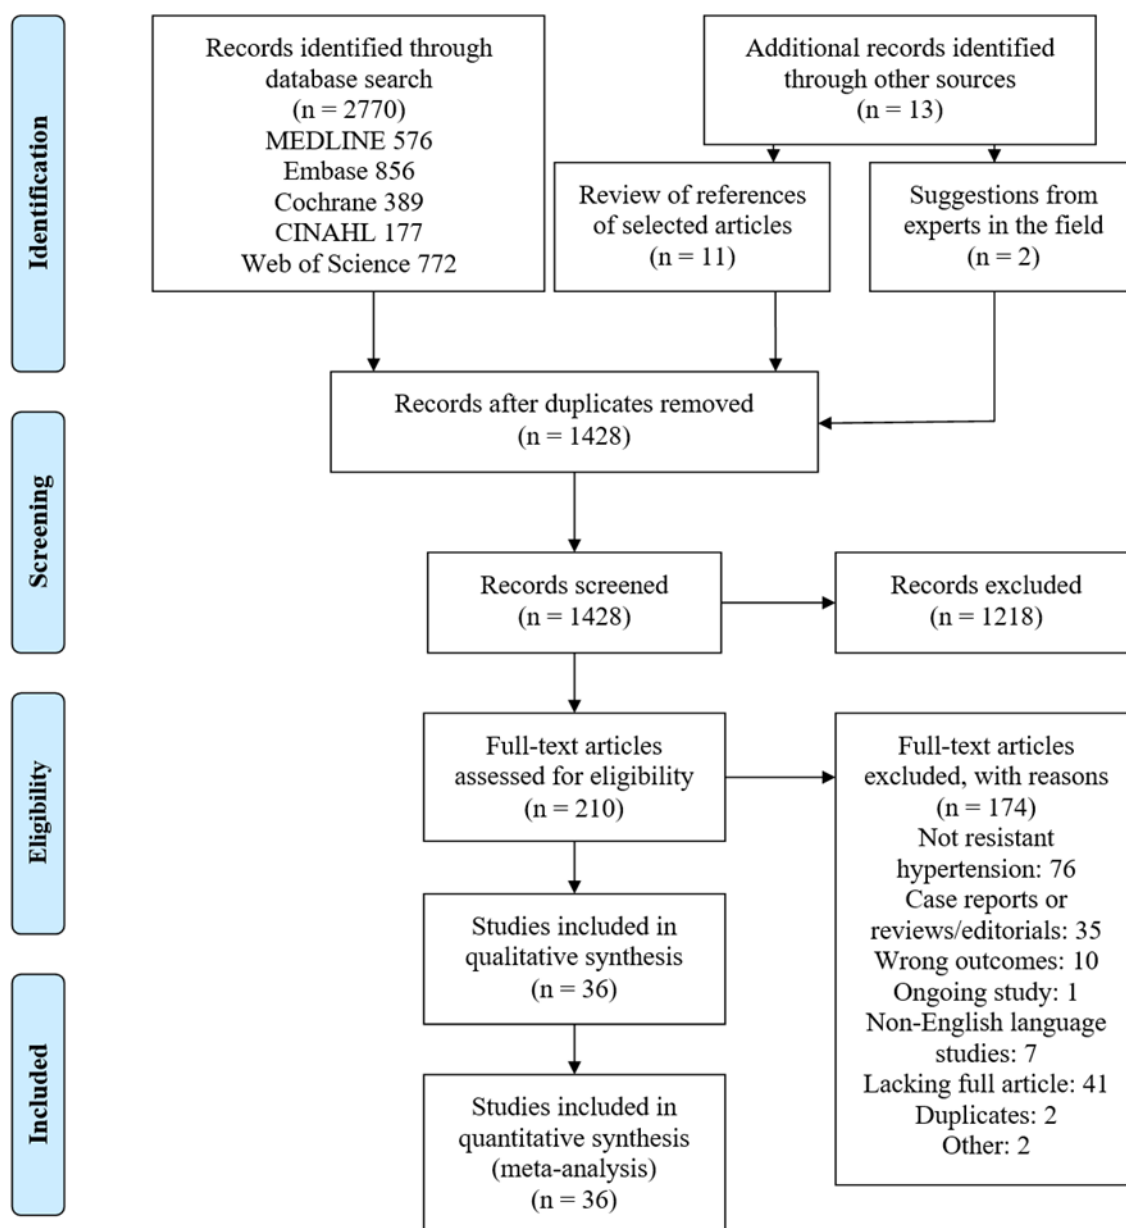 Identification
Records identified through
database search
(n = 2770)
MEDLINE 576
Embase 856
Cochrane 389
CINAHL 177
Web of Science 772
Additional records identified
through other sources
(n = 13)
Review of references
of selected articles
(n = 11)
Suggestions from
experts in the field
(n = 2)
Records after duplicates removed
(n = 1428)
Screening
Records screened
(n = 1428)
Records excluded
(n = 1218)
Eligibility
Full-text articles
assessed for eligibility
(n = 210)
Full-text articles
excluded, with reasons
(n = 174)
Not resistant
hypertension: 76
Case reports or
reviews/editorials: 35
Wrong outcomes: 10
Ongoing study: 1
Non-English language
studies: 7
Lacking full article: 41
Duplicates: 2
Other: 2
Studies included in
qualitative synthesis
(n = 36)
Included
Studies included in
quantitative synthesis
(meta-analysis)
(n = 36)